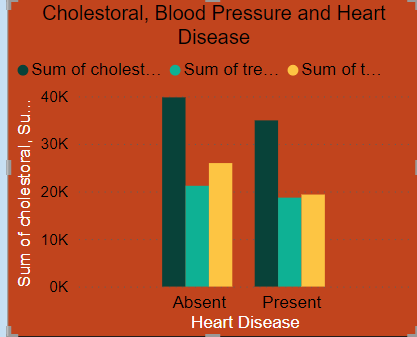 Cholestoral, Blood Pressure and Heart
Disease
Sum of cholest... Sum of tre... Sum of t...
40K
30K
20K
10K
0K
Sum of cholestoral, Su...
Absent Present
Heart Disease